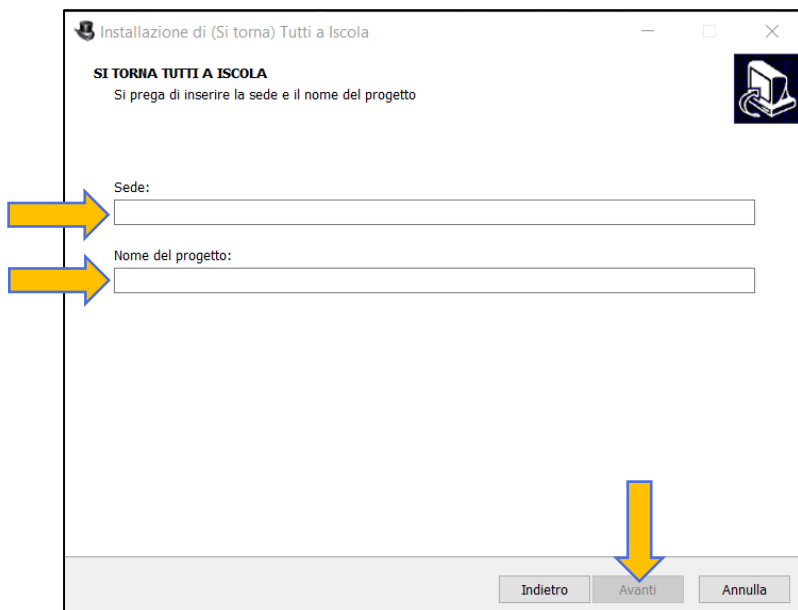 Installazione di (Si torna) Tutti a Iscola
SI TORNA TUTTI A ISCOLA
Si prega di inserire la sede e il nome del progetto
Sede:
Nome del progetto:
Indietro Avanti Annulla